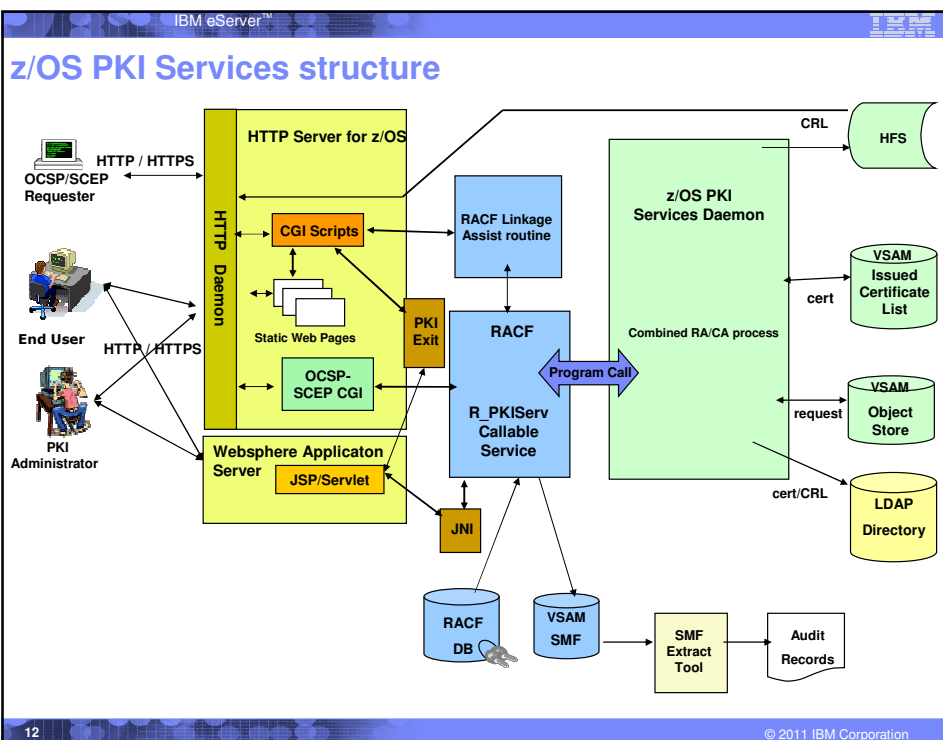 IBM eServer™
IBM
z/OS PKI Services structure
HTTP / HTTPS
OCSP/SCEP
Requester
End User
HTTP / HTTPS
PKI
Administrator
HTTP Daemon
HTTP Server for z/OS
CGI Scripts
Static Web Pages
OCSP-
SCEP CGI
PKI
Exit
Websphere Applicaton
Server
JSP/Servlet
JNI
RACF Linkage
Assist routine
RACF
R_PKIServ
Callable
Service
Program Call
z/OS PKI
Services Daemon
Combined RA/CA process
CRL
HFS
cert
VSAM
Issued
Certificate
List
request
VSAM
Object
Store
cert/CRL
LDAP
Directory
RACF
DB
VSAM
SMF
SMF
Extract
Tool
Audit
Records
12
© 2011 IBM Corporation